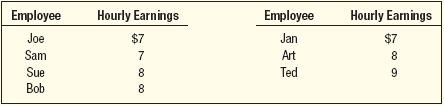 Employee Hourly Earnings Employee Hourly Earnings
Joe $7 Jan $7
Sam 7 Art 8
Sue 8 Ted 9
Bob 8